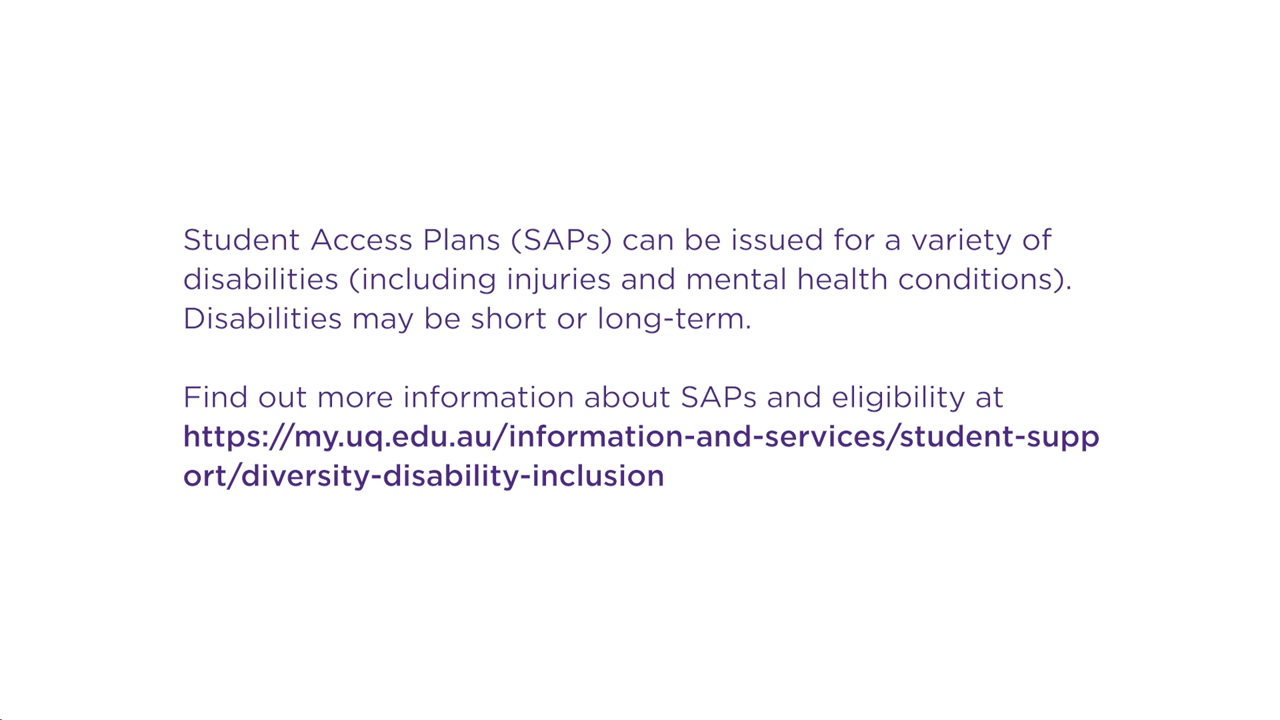 Student Access Plans (SAPs) can be issued for a variety of
disabilities (including injuries and mental health conditions).
Disabilities may be short or long-term.
Find out more information about SAPs and eligibility at
https://my.uq.edu.au/information-and-services/student-supp
ort/diversity-disability-inclusion